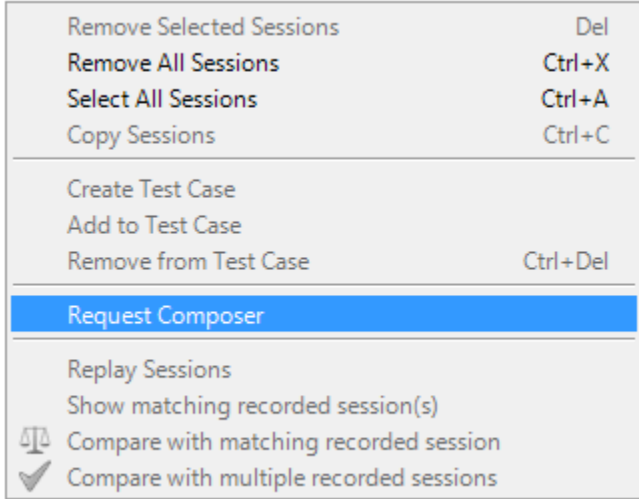 Remove Selected Sessions Del
Remove All Sessions Ctrl+X
Select All Sessions Ctrl+A
Copy Sessions Ctrl+C
Create Test Case
Add to Test Case
Remove from Test Case Ctrl+Del
Request Composer
Replay Sessions
Show matching recorded session(s)
Compare with matching recorded session
Compare with multiple recorded sessions